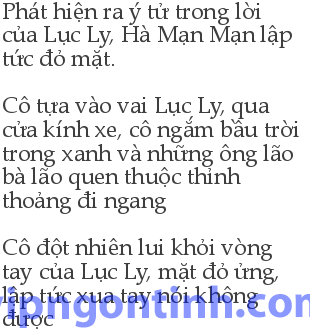 Phát hiện ra ý tử trong lời
của Lục Ly, Hà Mạn Mạn lập
tức đỏ mặt.
Cô tựa vào vai Lục Ly, qua
cửa kính xe, cô ngắm bầu trời
trong xanh và những ông lão
bà lão quen thuộc thỉnh
thoảng đi ngang
Cô đột nhiên lui khỏi vòng
tay của Lục Ly, mặt đỏ ửng,
lập tức xua tay nói không
được
vipngontinh.com